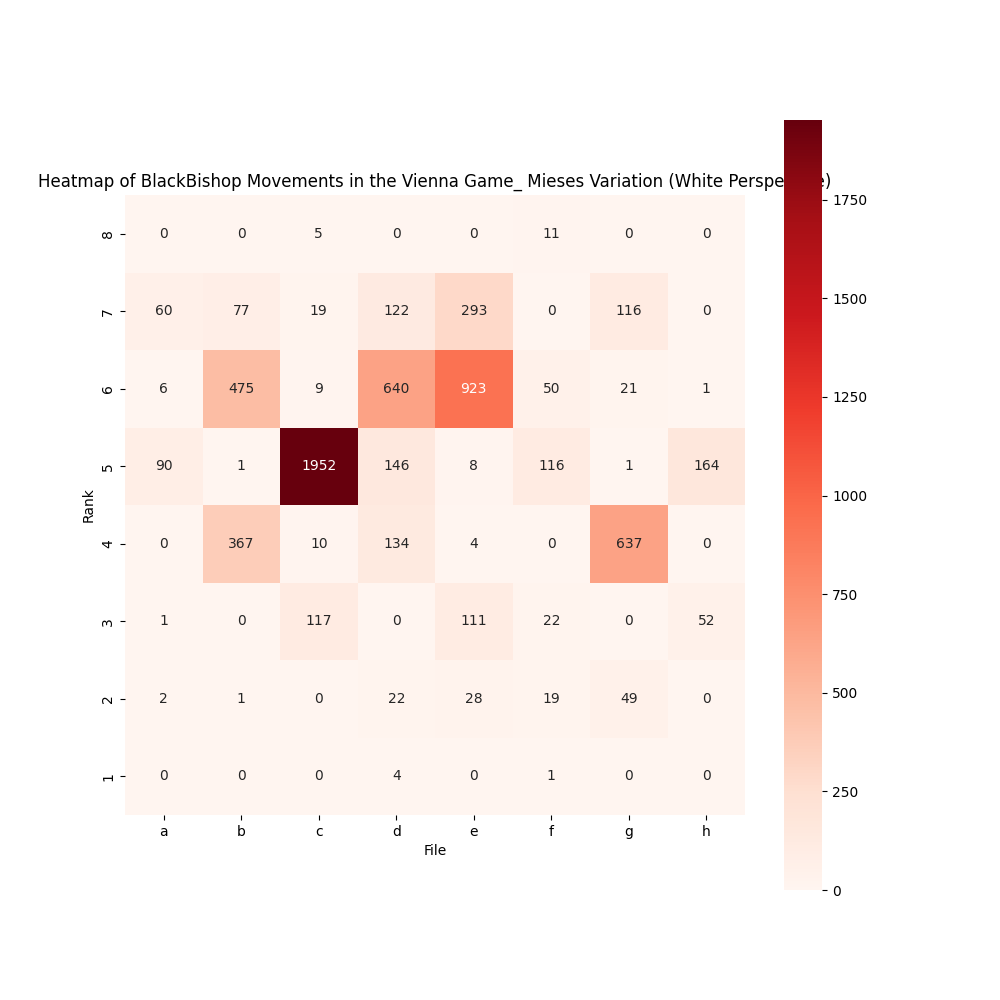 Heatmap of BlackBishop Movements in the Vienna Game_ Mieses Variation (White Perspe e)
1750
8 0 0 5 0 0 11 0 0
1500
7 60 77 19 122 293 0 116 0
1250
6 6 475 9 640 923 50 21 1
5 90 1 1952 146 8 116 1 164
1000
Rank
4 0 367 10 134 4 0 637 0
750
3 1 0 117 0 111 22 0 52
500
2 2 1 0 22 28 19 49 0
250
1 0 0 0 4 0 1 0 0
a b c d e f g h
File
0